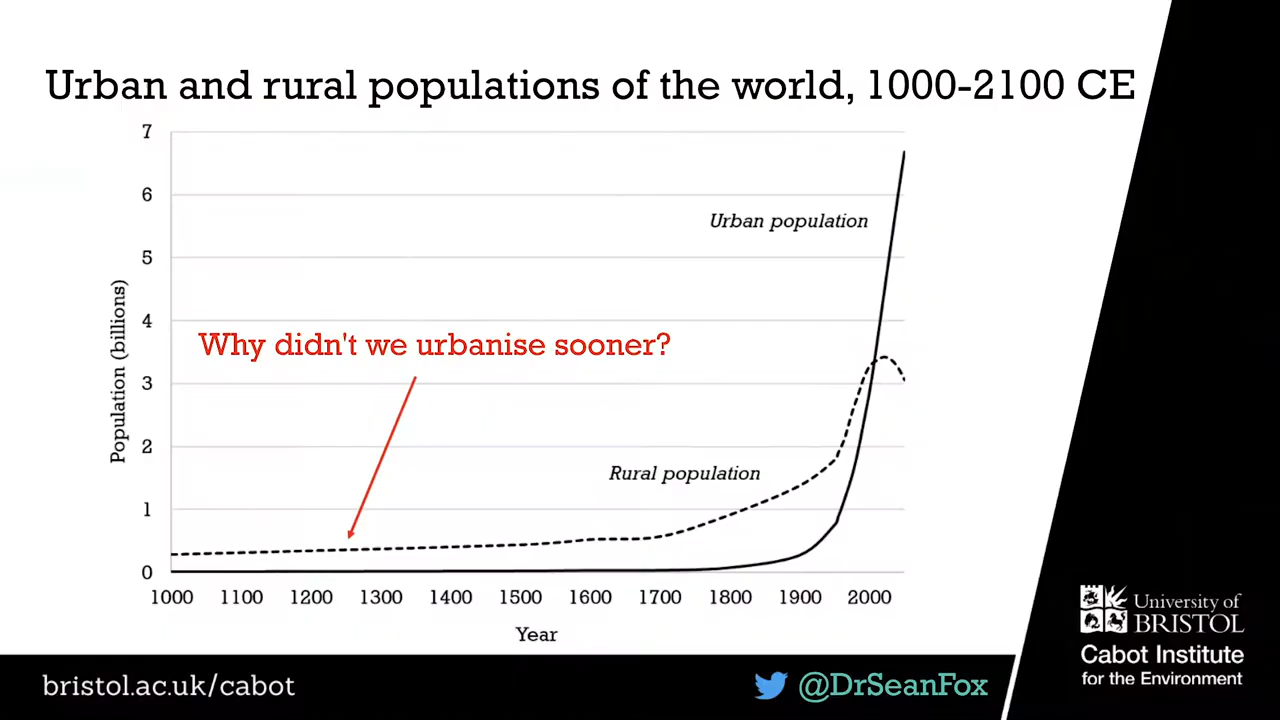 Urban and rural populations of the world, 1000-2100 CE
7
6
5
4
3
2
1
0
Population (billions)
Urban population
Why didn't we urbanise sooner?
Rural population
1000 1100 1200 1300 1400 1500 1600 1700 1800 1900 2000
Year
University of
BRISTOL
Cabot Institute
for the Environment
bristol.ac.uk/cabot
@DrSeanFox